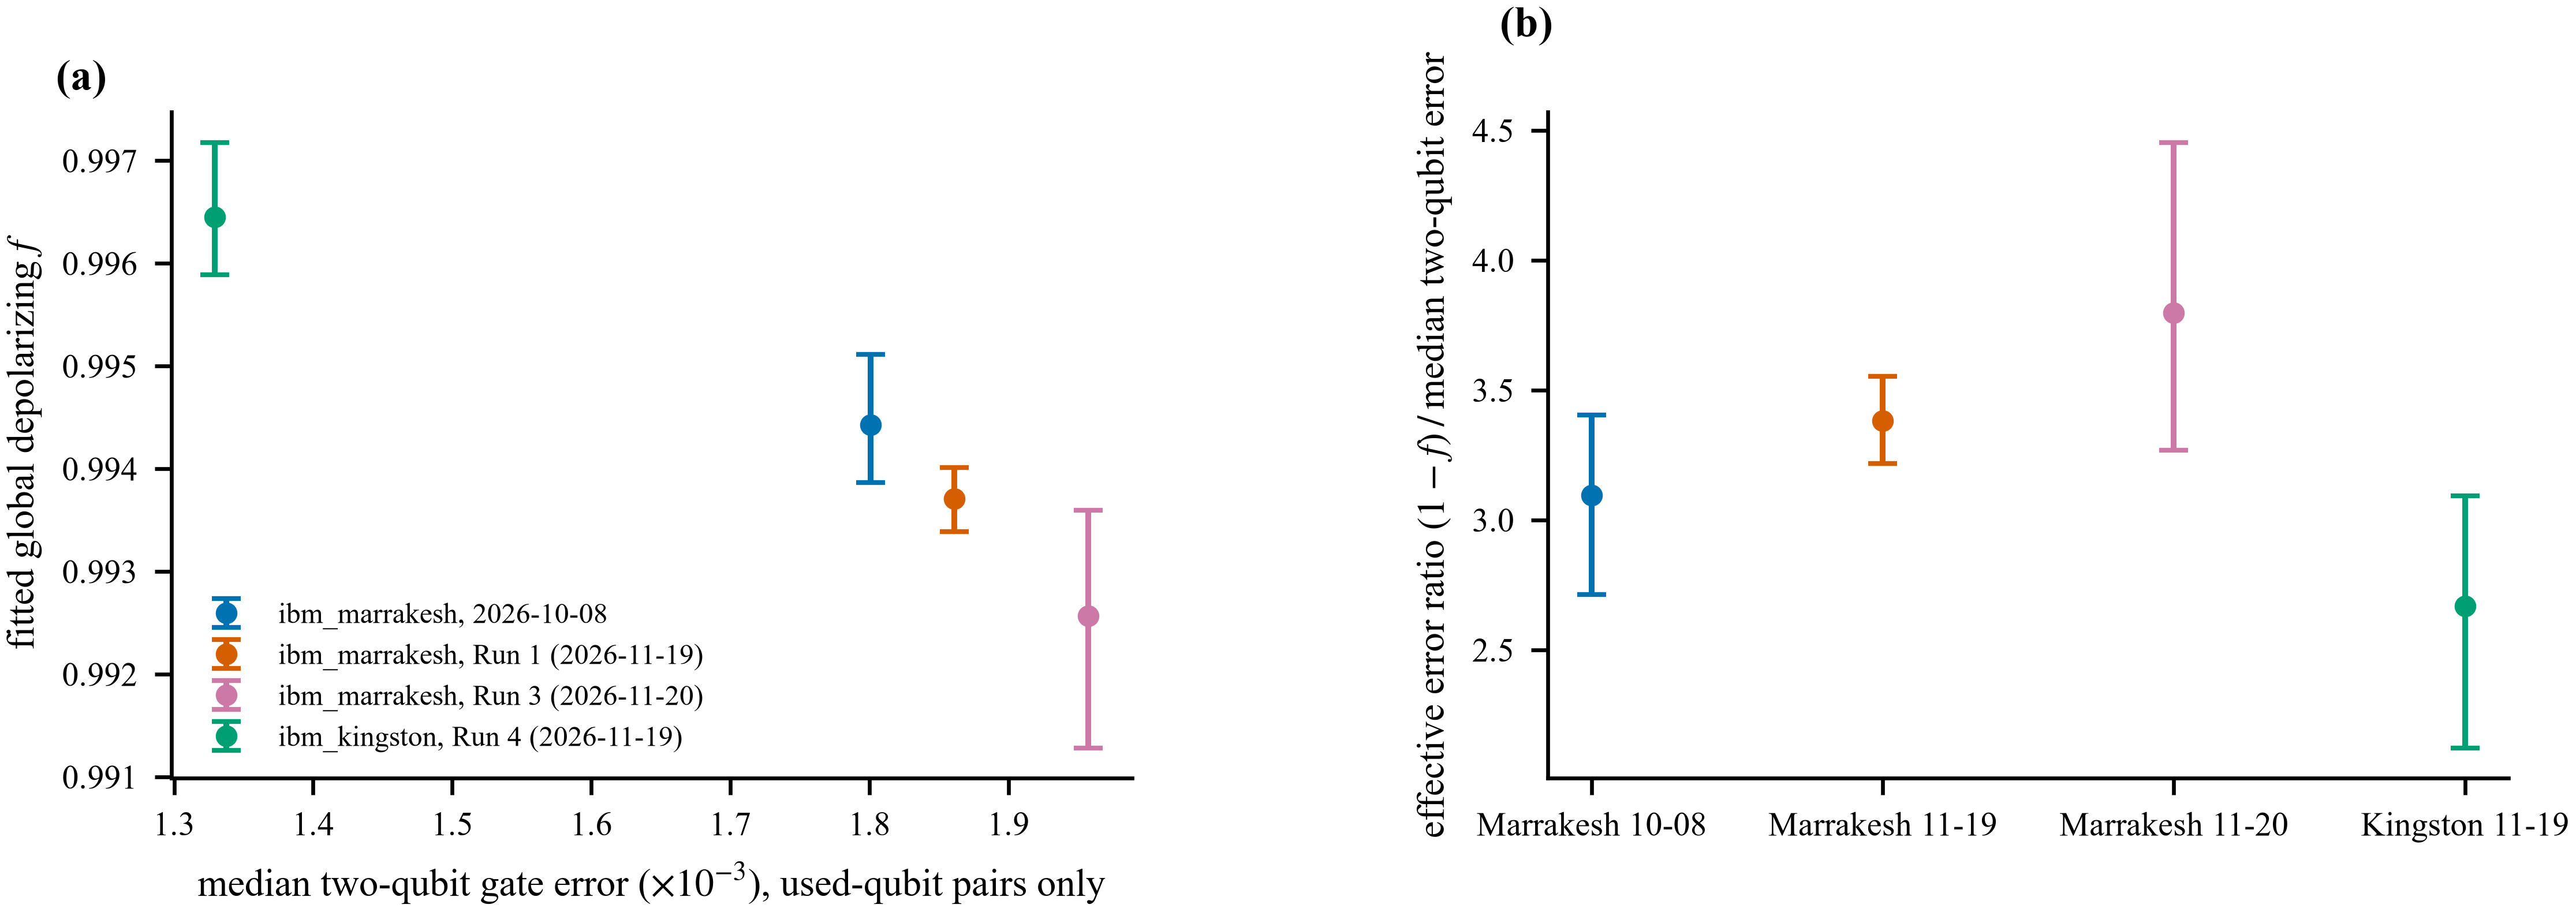 (a)
fitted global depolarizing f
0.997
0.996
0.995
0.994
0.993
0.992
0.991
ibm_marrakesh, 2026-10-08
ibm_marrakesh, Run 1 (2026-11-19)
ibm_marrakesh, Run 3 (2026-11-20)
ibm_kingston, Run 4 (2026-11-19)
1.3 1.4 1.5 1.6 1.7 1.8 1.9
median two-qubit gate error (×10⁻³), used-qubit pairs only
(b)
effective error ratio (1 − f) / median two-qubit error
4.5
4.0
3.5
3.0
2.5
Marrakesh 10-08 Marrakesh 11-19 Marrakesh 11-20 Kingston 11-19